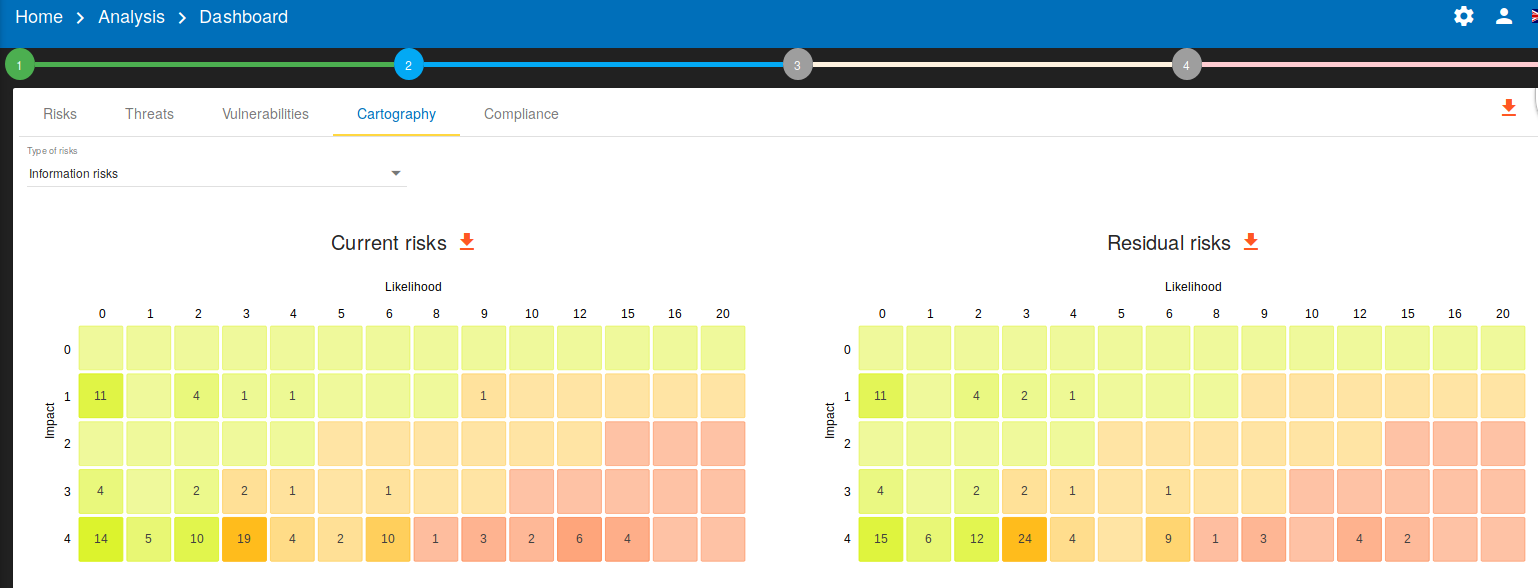 Home > Analysis > Dashboard
1 2 3 4
Risks Threats Vulnerabilities Cartography Compliance
Type of risks
Information risks
Current risks
Likelihood
0 1 2 3 4 5 6 8 9 10 12 15 16 20
Impact
0
1 11 4 1 1 1
2
3 4 2 2 1 1
4 14 5 10 19 4 2 10 1 3 2 6 4
Residual risks
Likelihood
0 1 2 3 4 5 6 8 9 10 12 15 16 20
Impact
0
1 11 4 2 1
2
3 4 2 2 1 1
4 15 6 12 24 4 9 1 3 4 2